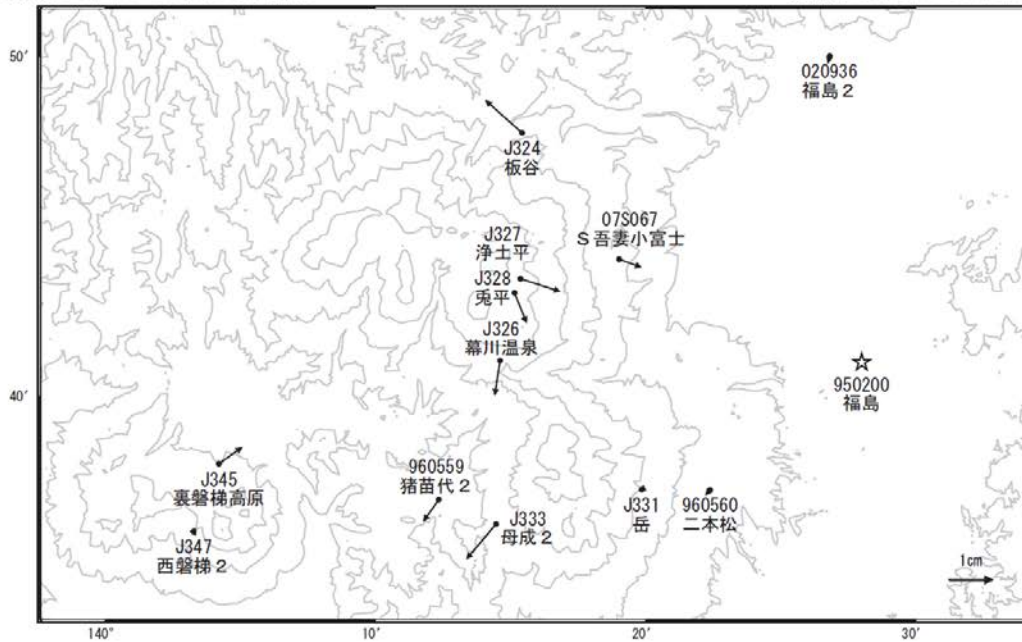 50′
020936
福島２
J324
板谷
07S067
Ｓ吾妻小富士
J327
浄土平
J328
兎平
J326
幕川温泉
950200
福島
40′
J345
裏磐梯高原
960559
猪苗代２
J333
母成２
J331
岳
960560
二本松
J347
西磐梯２
1cm
140°
10′
20′
30′